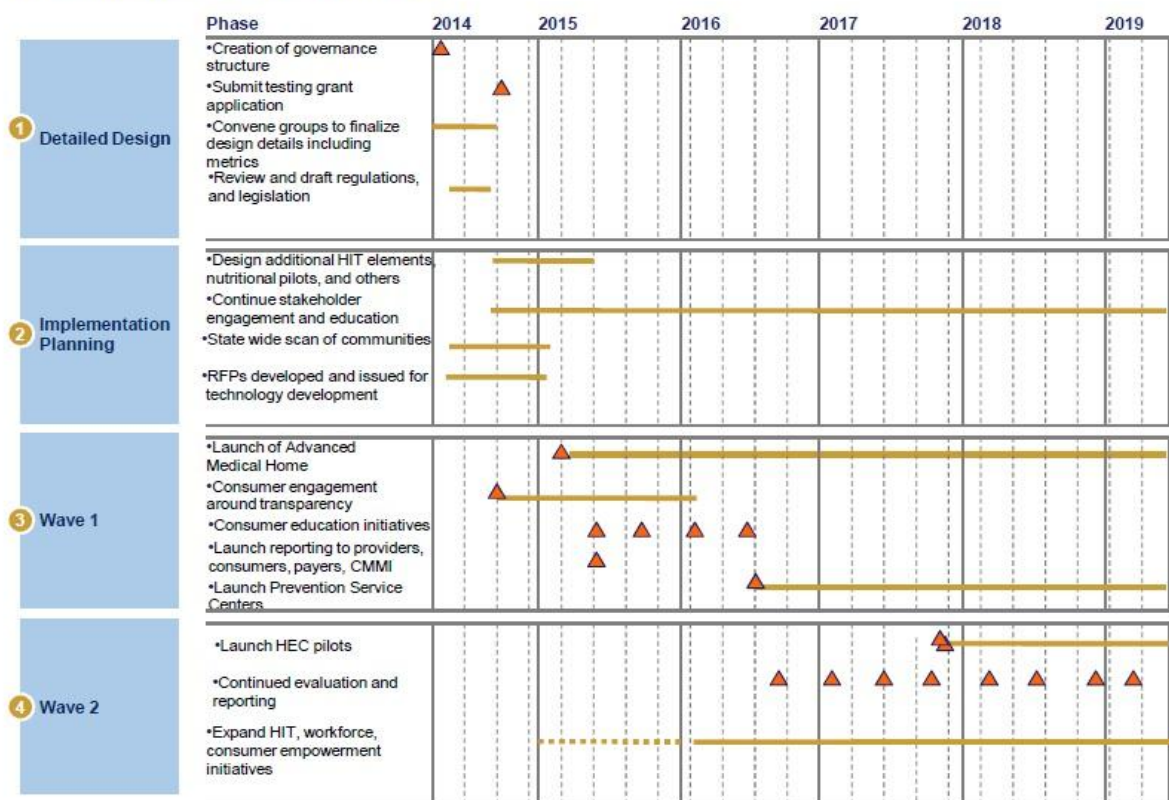 Phase 2014 2015 2016 2017 2018 2019
1 Detailed Design
•Creation of governance
structure
•Submit testing grant
application
•Convene groups to finalize
design details including
metrics
•Review and draft regulations,
and legislation
2 Implementation
Planning
•Design additional HIT elements,
nutritional pilots, and others
•Continue stakeholder
engagement and education
•State wide scan of communities
•RFPs developed and issued for
technology development
3 Wave 1
•Launch of Advanced
Medical Home
•Consumer engagement
around transparency
•Consumer education initiatives
•Launch reporting to providers,
consumers, payers, CMMI
•Launch Prevention Service
Centers
4 Wave 2
•Launch HEC pilots
•Continued evaluation and
reporting
•Expand HIT, workforce,
consumer empowerment
initiatives